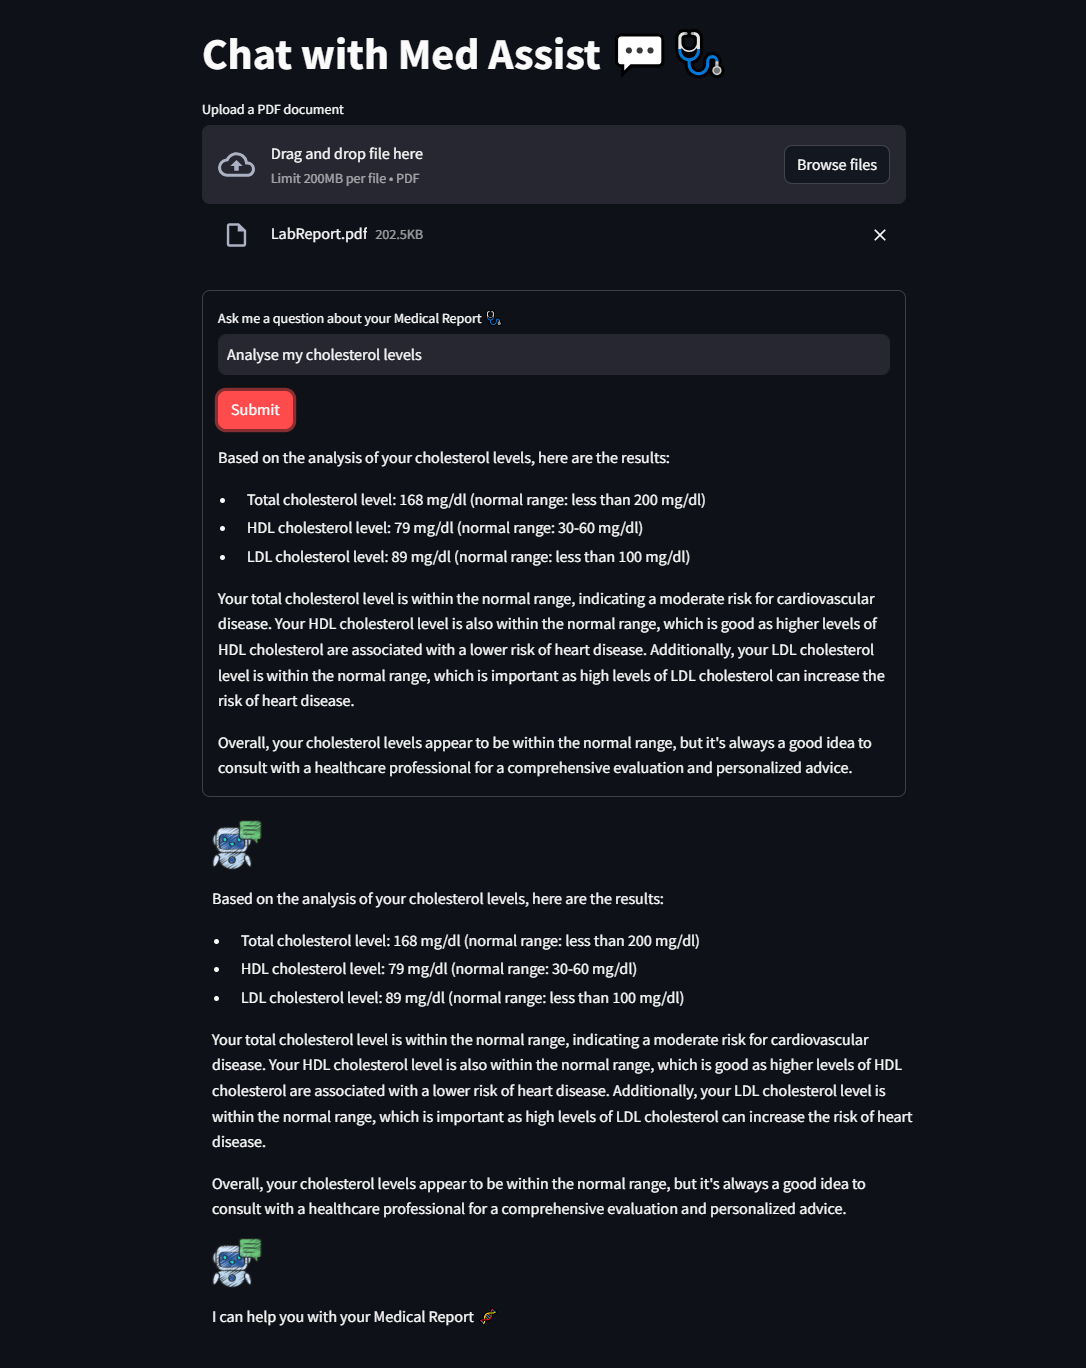 Chat with Med Assist 💬🩺
Upload a PDF document
Drag and drop file here
Limit 200MB per file • PDF
Browse files
LabReport.pdf 202.5KB
Ask me a question about your Medical Report 🩺
Analyse my cholesterol levels
Submit
Based on the analysis of your cholesterol levels, here are the results:
• Total cholesterol level: 168 mg/dl (normal range: less than 200 mg/dl)
• HDL cholesterol level: 79 mg/dl (normal range: 30-60 mg/dl)
• LDL cholesterol level: 89 mg/dl (normal range: less than 100 mg/dl)
Your total cholesterol level is within the normal range, indicating a moderate risk for cardiovascular
disease. Your HDL cholesterol level is also within the normal range, which is good as higher levels of
HDL cholesterol are associated with a lower risk of heart disease. Additionally, your LDL cholesterol
level is within the normal range, which is important as high levels of LDL cholesterol can increase the
risk of heart disease.
Overall, your cholesterol levels appear to be within the normal range, but it's always a good idea to
consult with a healthcare professional for a comprehensive evaluation and personalized advice.
Based on the analysis of your cholesterol levels, here are the results:
• Total cholesterol level: 168 mg/dl (normal range: less than 200 mg/dl)
• HDL cholesterol level: 79 mg/dl (normal range: 30-60 mg/dl)
• LDL cholesterol level: 89 mg/dl (normal range: less than 100 mg/dl)
Your total cholesterol level is within the normal range, indicating a moderate risk for cardiovascular
disease. Your HDL cholesterol level is also within the normal range, which is good as higher levels of HDL
cholesterol are associated with a lower risk of heart disease. Additionally, your LDL cholesterol level is
within the normal range, which is important as high levels of LDL cholesterol can increase the risk of heart
disease.
Overall, your cholesterol levels appear to be within the normal range, but it's always a good idea to
consult with a healthcare professional for a comprehensive evaluation and personalized advice.
I can help you with your Medical Report 🧬